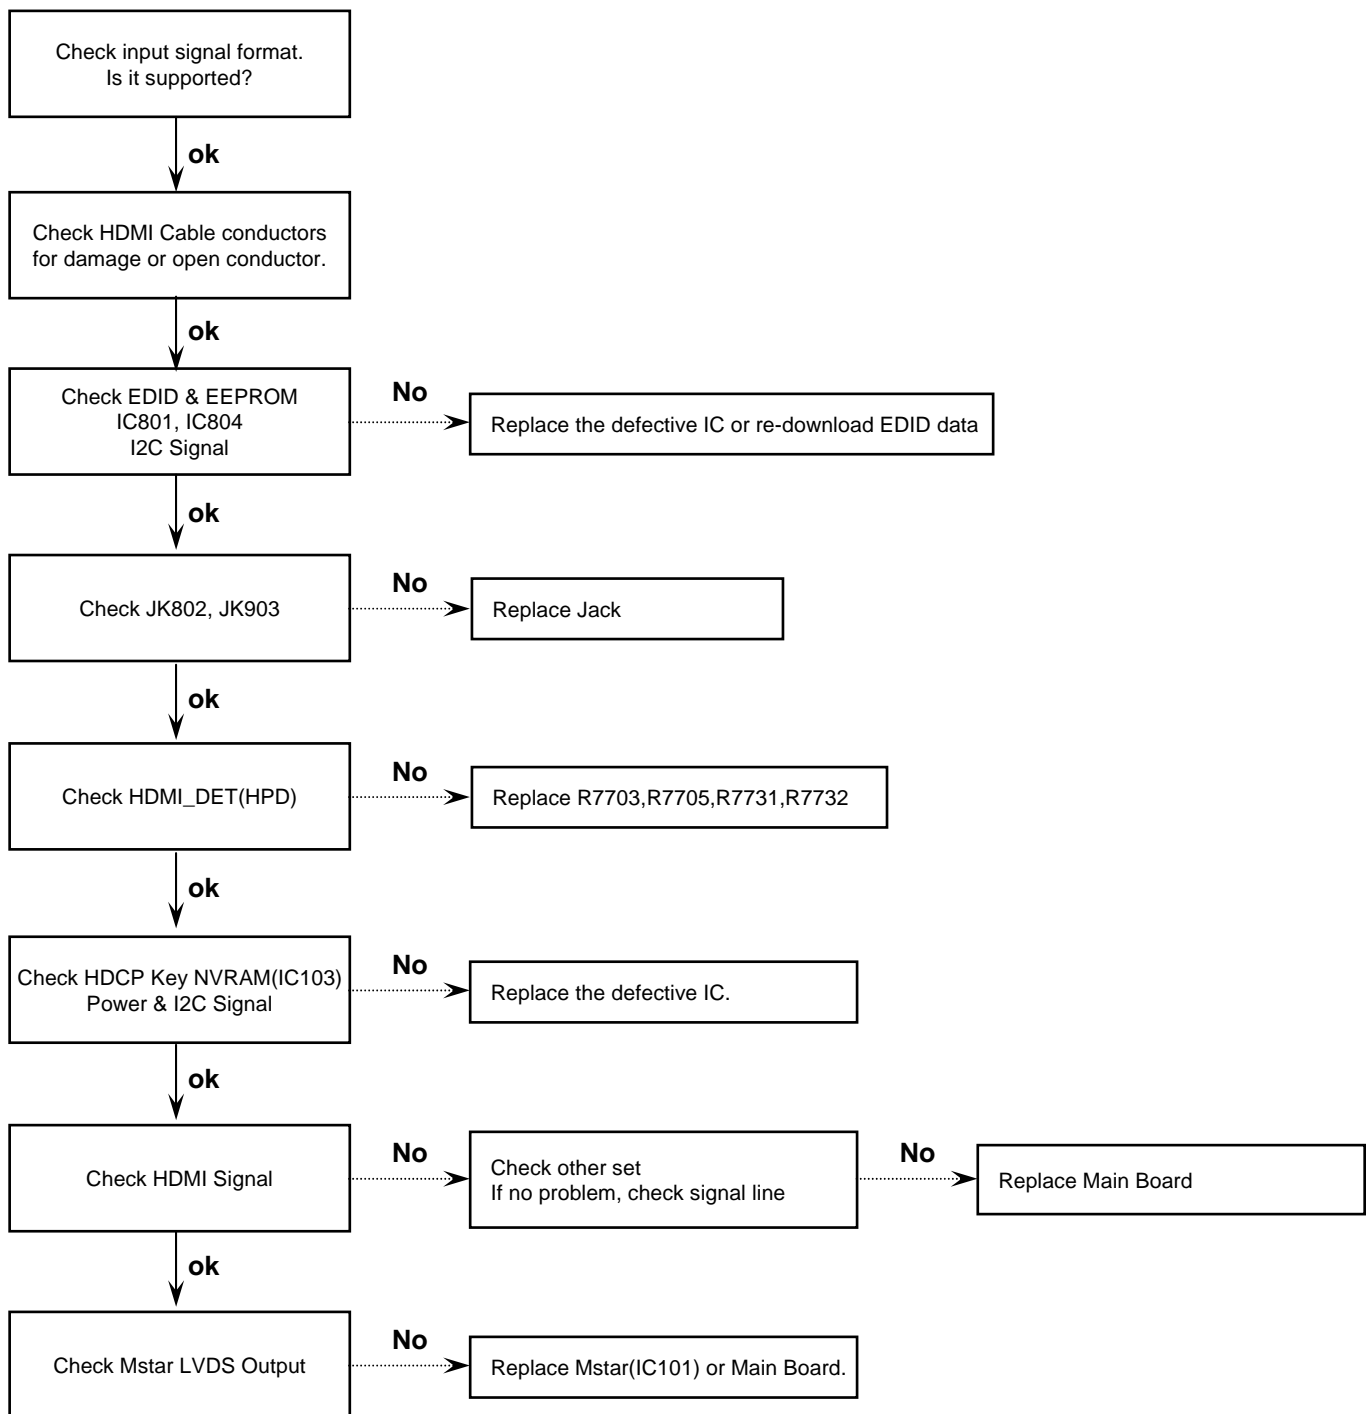 Check input signal format.
Is it supported?
ok
Check HDMI Cable conductors
for damage or open conductor.
ok
Check EDID & EEPROM
IC801, IC804
I2C Signal
No
Replace the defective IC or re-download EDID data
ok
Check JK802, JK903
No
Replace Jack
ok
Check HDMI_DET(HPD)
No
Replace R7703,R7705,R7731,R7732
ok
Check HDCP Key NVRAM(IC103)
Power & I2C Signal
No
Replace the defective IC.
ok
Check HDMI Signal
No
Check other set
If no problem, check signal line
No
Replace Main Board
ok
Check Mstar LVDS Output
No
Replace Mstar(IC101) or Main Board.